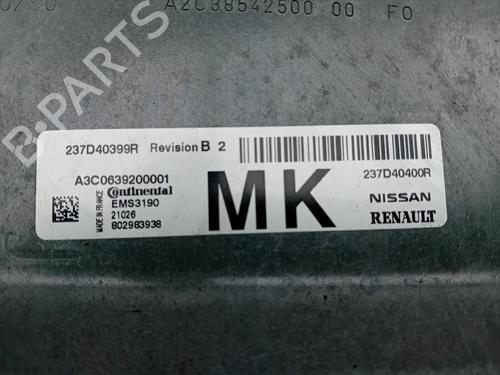 A2C38542500 00 F0
237D40399R Revision B 2
A3C0639200001
Continental
MADE IN FRANCE
EMS3190
21026
802983938
MK
237D40400R
NISSAN
RENAULT
B-PARTS